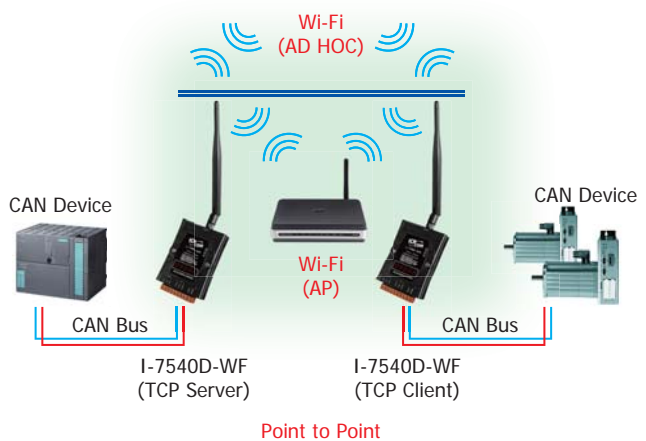 Wi-Fi
(AD HOC)
CAN Device
CAN Device
Wi-Fi
(AP)
CAN Bus
CAN Bus
I-7540D-WF
(TCP Server)
I-7540D-WF
(TCP Client)
Point to Point